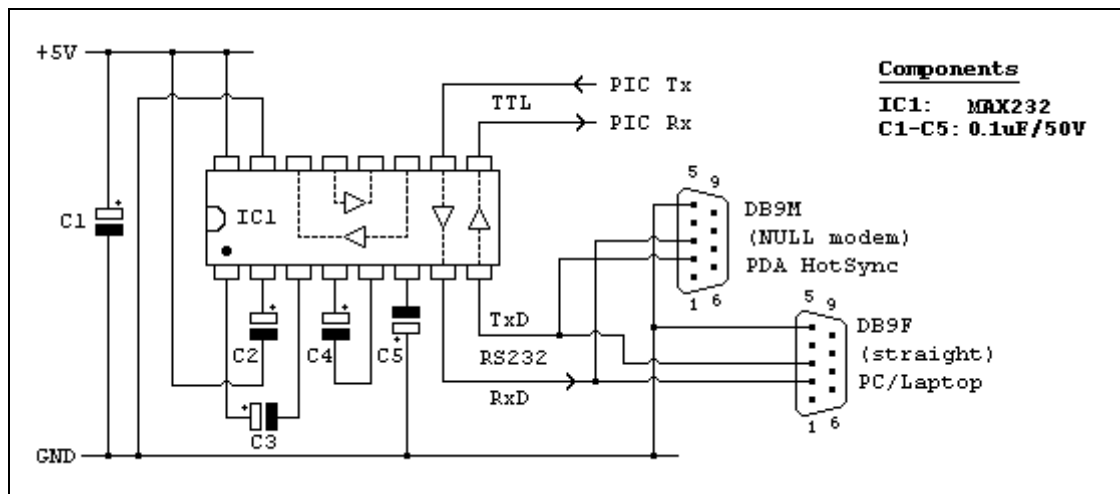 +5V
PIC Tx
TTL
PIC Rx
Components
IC1: MAX232
C1-C5: 0.1uF/50V
5
9
C1
+
IC1
DB9M
(NULL modem)
PDA HotSync
1
6
+
C2
+
C4
+
C5
TxD
RS232
RxD
5
9
DB9F
(straight)
PC/Laptop
1
6
+
C3
GND